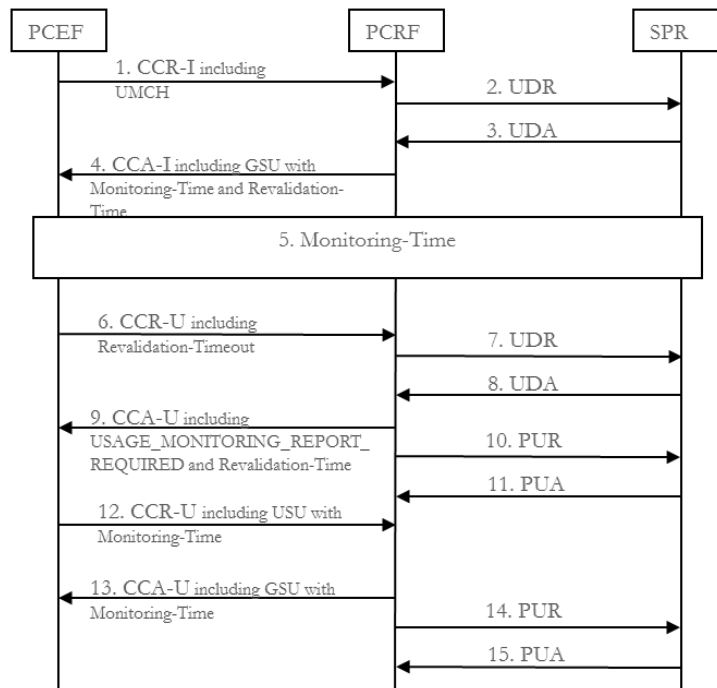 PCEF
PCRF
SPR
1. CCR-I including
UMCH
2. UDR
3. UDA
4. CCA-I including GSU with
Monitoring-Time and Revalidation-
Time
5. Monitoring-Time
6. CCR-U including
Revalidation-Timeout
7. UDR
8. UDA
9. CCA-U including
USAGE_MONITORING_REPORT_
REQUIRED and Revalidation-Time
10. PUR
11. PUA
12. CCR-U including USU with
Monitoring-Time
13. CCA-U including GSU with
Monitoring-Time
14. PUR
15. PUA